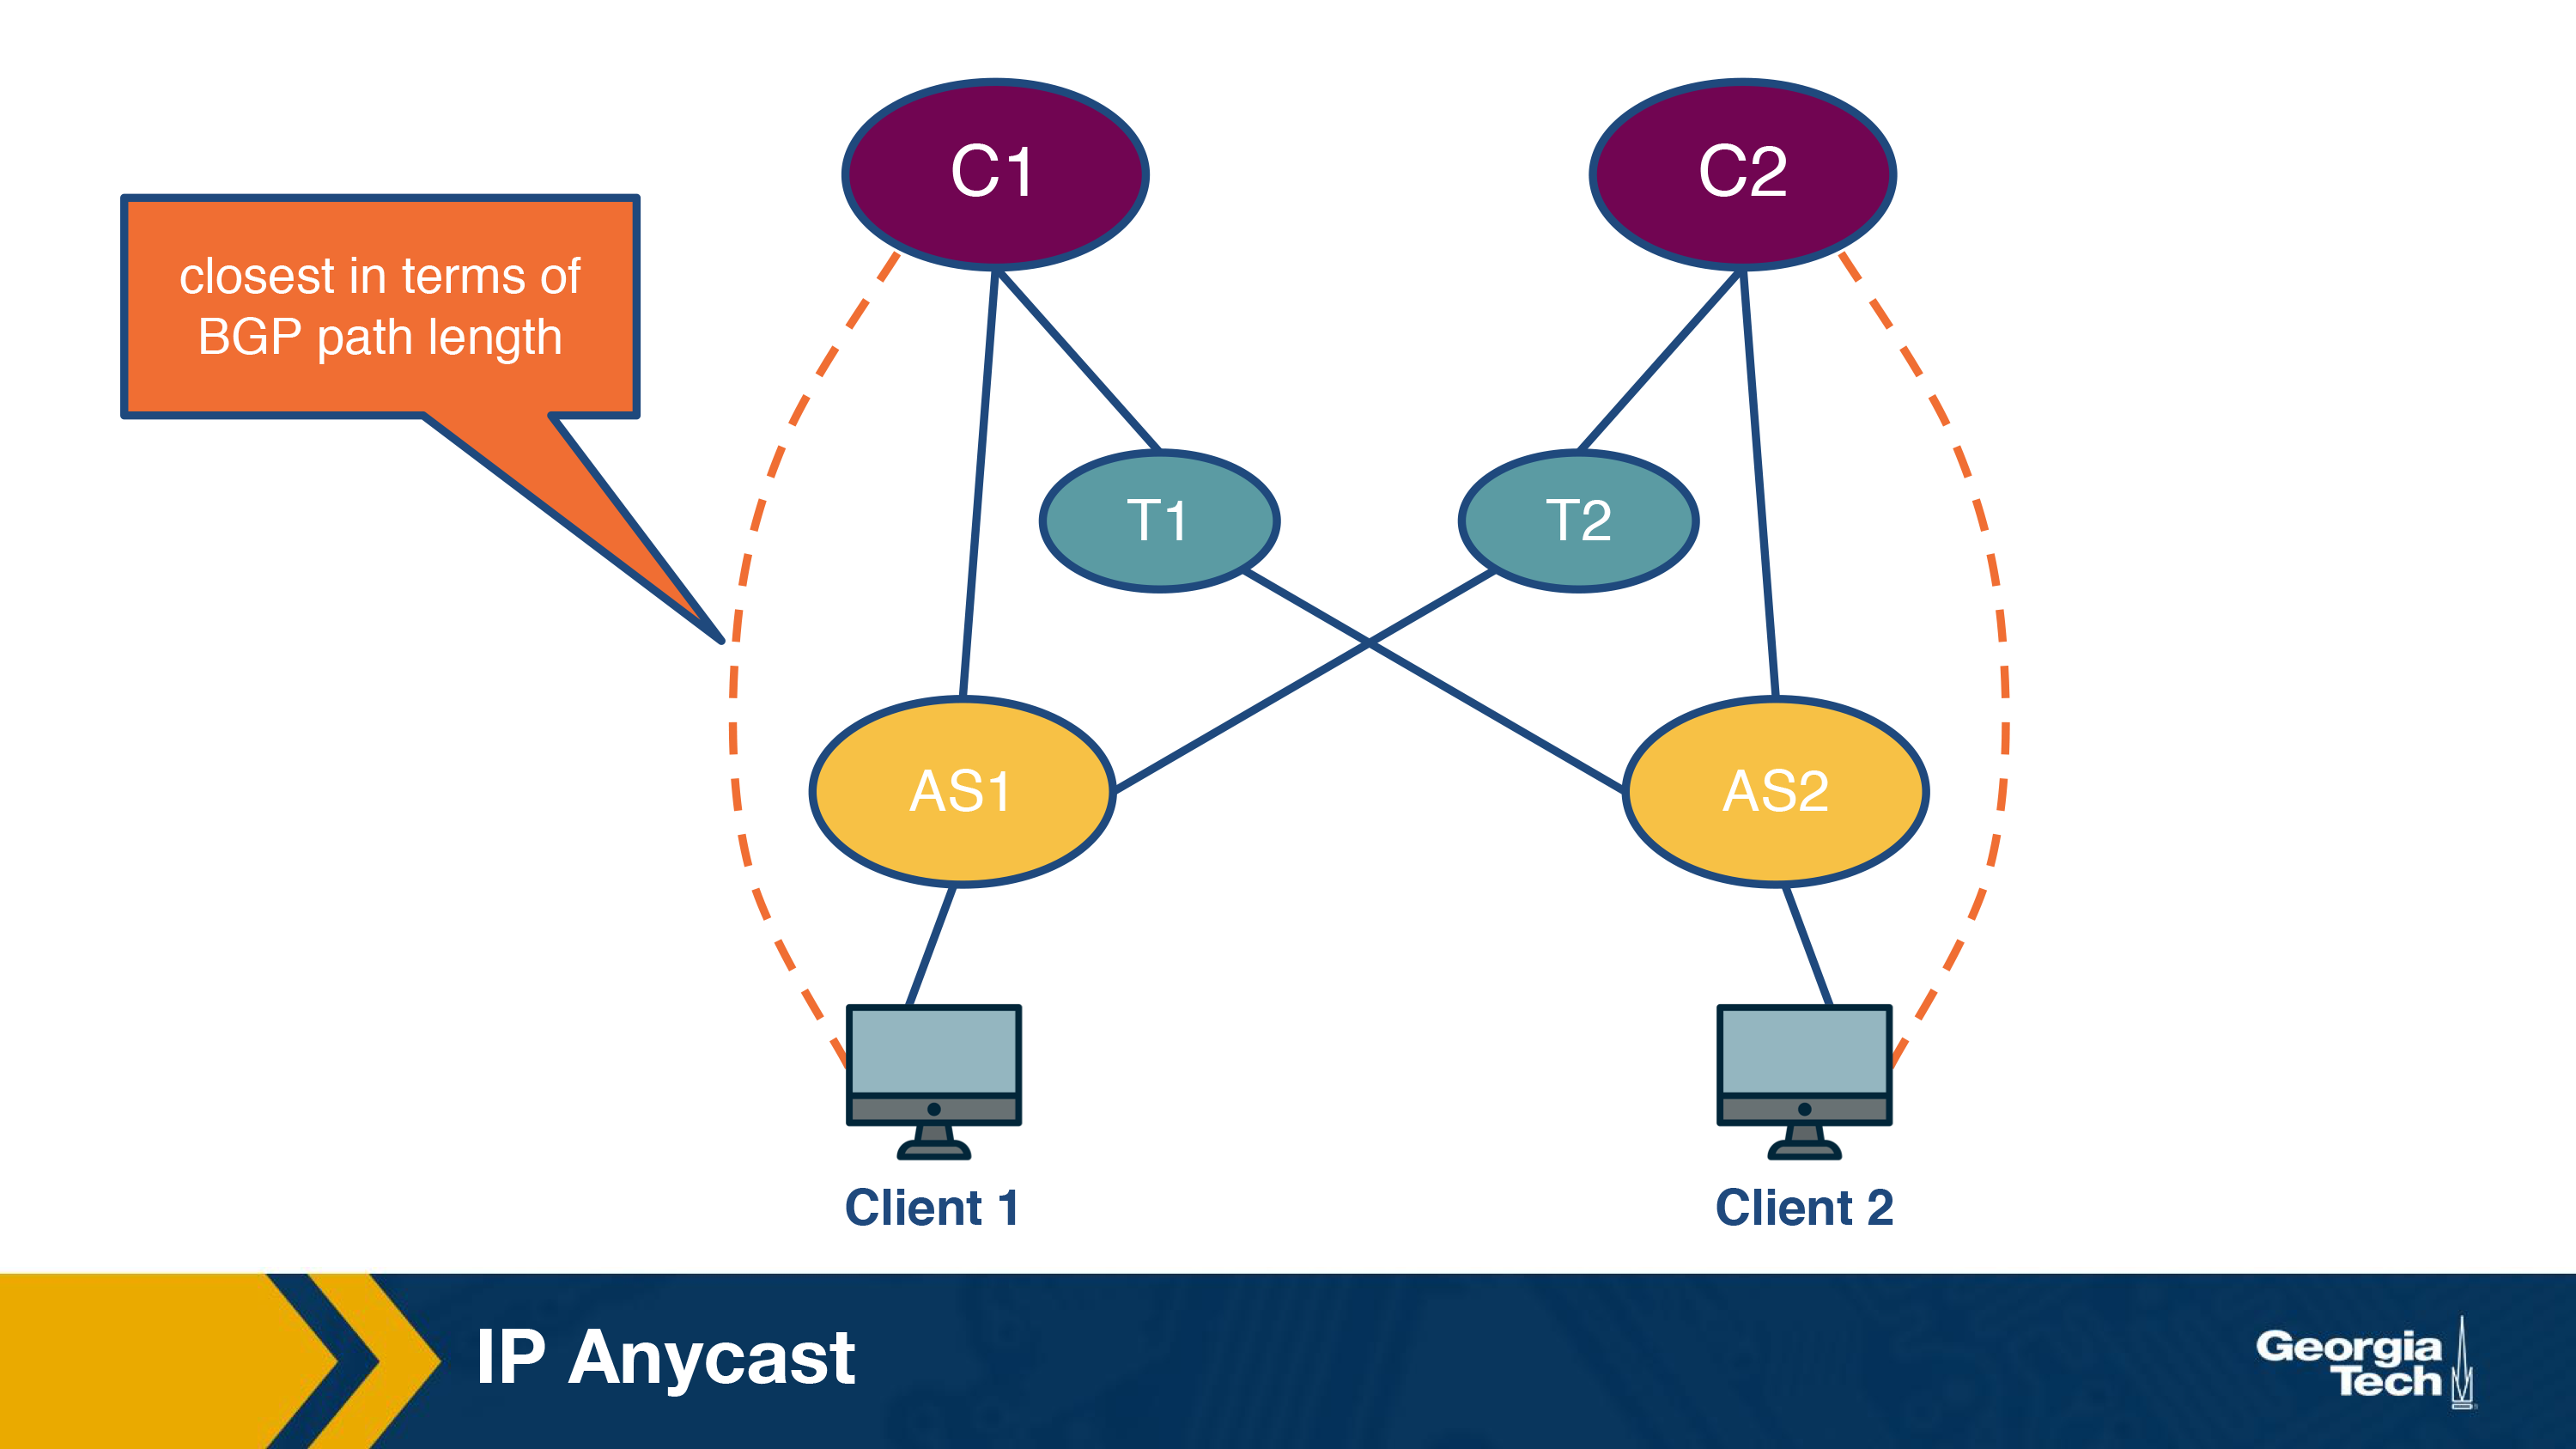 C1
C2
closest in terms of
BGP path length
T1
T2
AS1
AS2
Client 1
Client 2
IP Anycast
Georgia
Tech